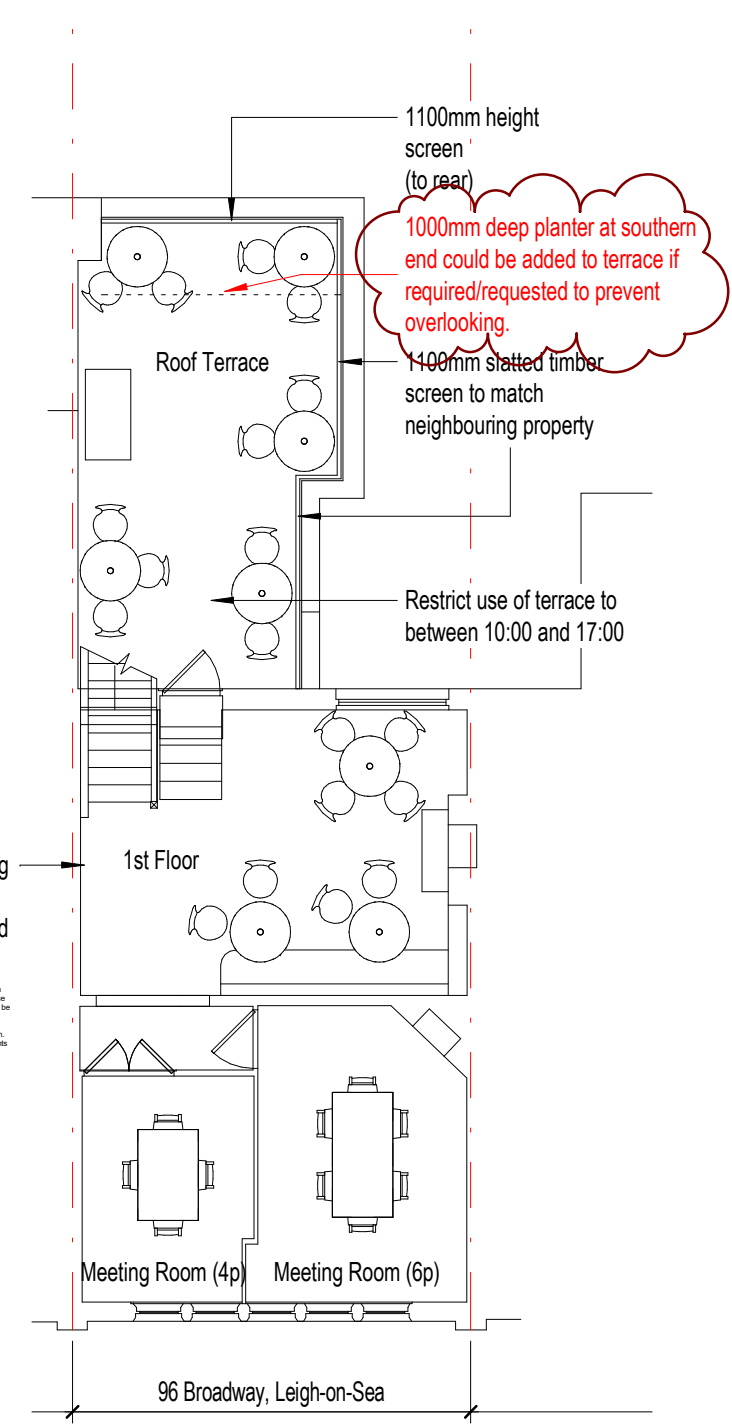 1100mm height
screen
(to rear)
1000mm deep planter at southern
end could be added to terrace if
required/requested to prevent
overlooking.
Roof Terrace
1100mm slatted timber
screen to match
neighbouring property
Restrict use of terrace to
between 10:00 and 17:00
1st Floor
g
d
be
Meeting Room (4p)
Meeting Room (6p)
96 Broadway, Leigh-on-Sea